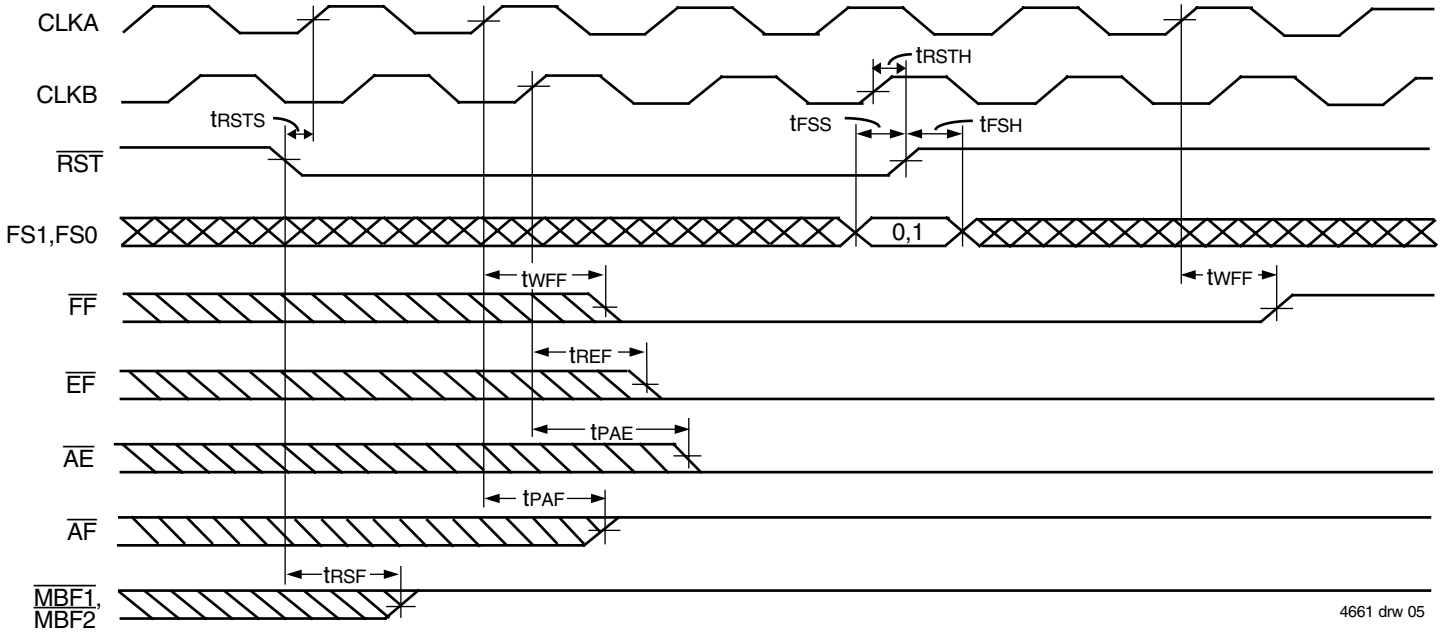 CLKA
tRSTH
CLKB
tRSTS
tFSS
tFSH
RST
FS1,FS0
0,1
tWFF
tWFF
FF
tREF
EF
tPAE
AE
tPAF
AF
tRSF
MBF1,
MBF2
4661 drw 05